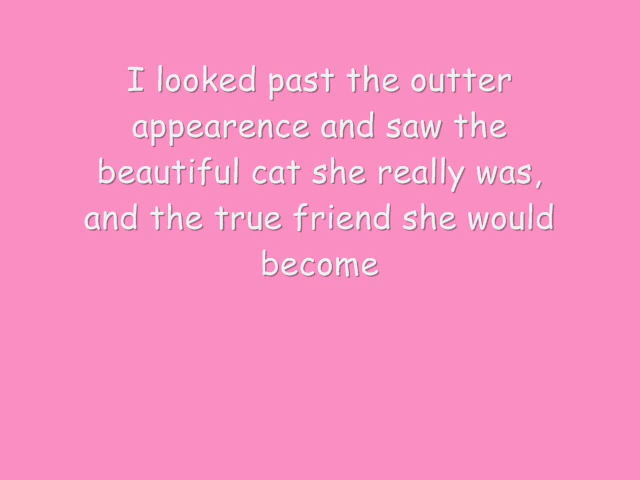 I looked past the outter
appearence and saw the
beautiful cat she really was,
and the true friend she would
become